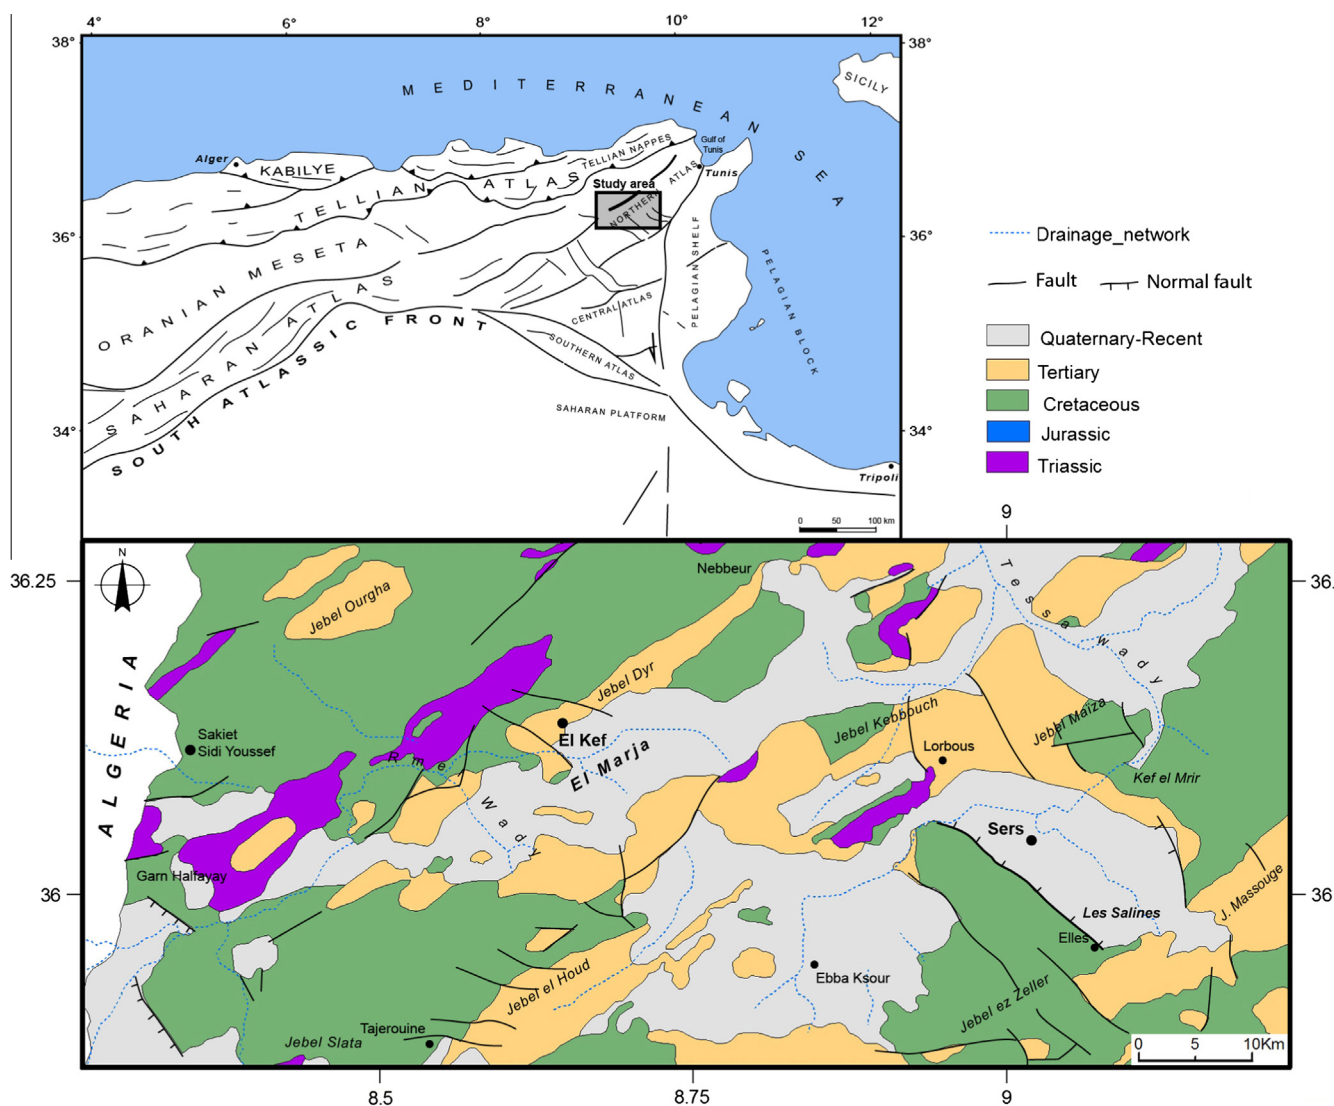 4°
6°
8°
10°
12°
38°
38°
MEDITERRANEAN SEA
SICILY
Gulf of
Tunis
Alger
KABILYE
TELLIAN NAPPES
Tunis
TELLIAN ATLAS
Study area
NORTHERN ATLAS
36°
36°
ORANIAN MESETA
PELAGIAN SHELF
PELAGIAN BLOCK
SAHARAN ATLAS
CENTRAL ATLAS
SOUTH ATLASSIC FRONT
SOUTHERN ATLAS
SAHARAN PLATFORM
34°
34°
Tripoli
0 50 100 km
Drainage_network
Fault
Normal fault
Quaternary-Recent
Tertiary
Cretaceous
Jurassic
Triassic
9
N
36.25
36.
Nebbeur
Tessa wady
Jebel Ourgha
ALGERIA
Jebel Dyr
Sakiet
Sidi Youssef
El Kef
El Marja
Rme Wady
Jebel Kebbouch
Jebel Maiza
Lorbous
Kef el Mrir
Sers
Garn Halfayay
36
36
J. Massouge
Les Salines
Elles
Ebba Ksour
Jebel el Houd
Jebel ez Zeller
Tajerouine
Jebel Slata
0 5 10Km
8.5
8.75
9